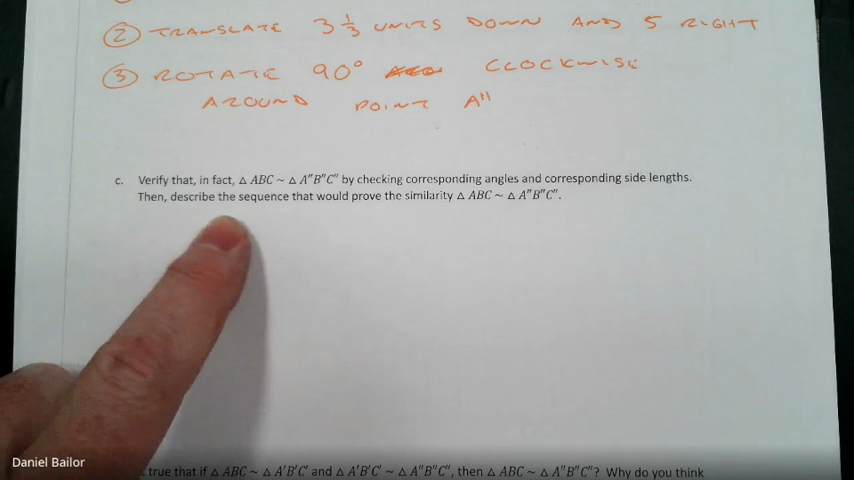 ② TRANSLATE 3 1/3 UNITS DOWN AND 5 RIGHT
③ ROTATE 90° CLOCKWISE
AROUND POINT A"
c. Verify that, in fact, △ ABC ~ △ A″B″C″ by checking corresponding angles and corresponding side lengths.
Then, describe the sequence that would prove the similarity △ ABC ~ △ A″B″C″.
true that if △ ABC ~ △ A′B′C′ and △ A′B′C′ ~ △ A″B″C″, then △ ABC ~ △ A″B″C″? Why do you think
Daniel Bailor